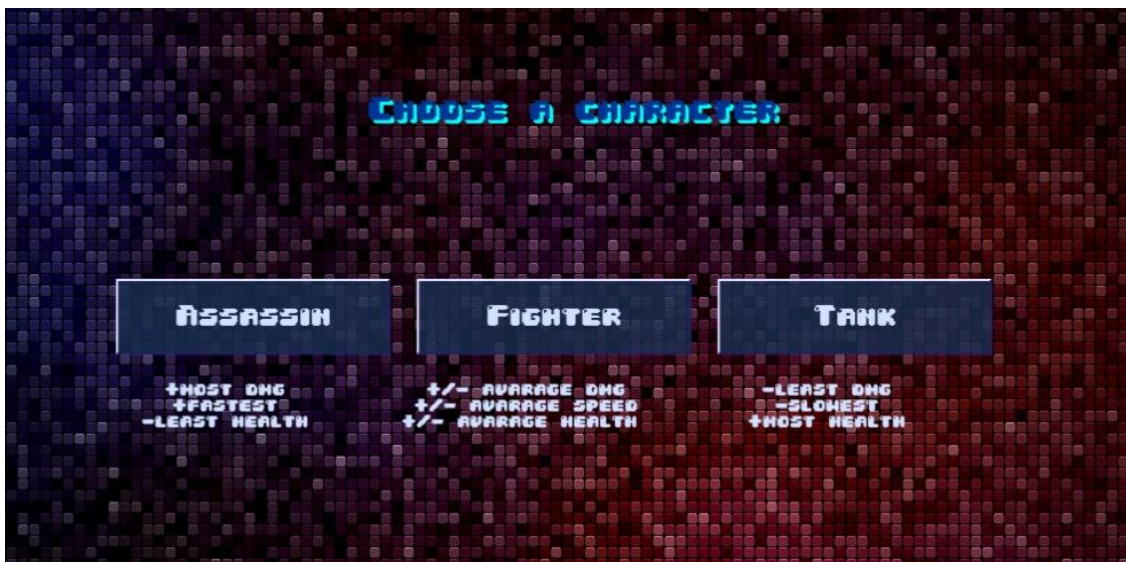 CHOOSE A CHARACTER
ASSASSIN
FIGHTER
TANK
+MOST DMG
+FASTEST
-LEAST HEALTH
+/- AVARAGE DMG
+/- AVARAGE SPEED
+/- AVARAGE HEALTH
-LEAST DMG
-SLOWEST
+MOST HEALTH